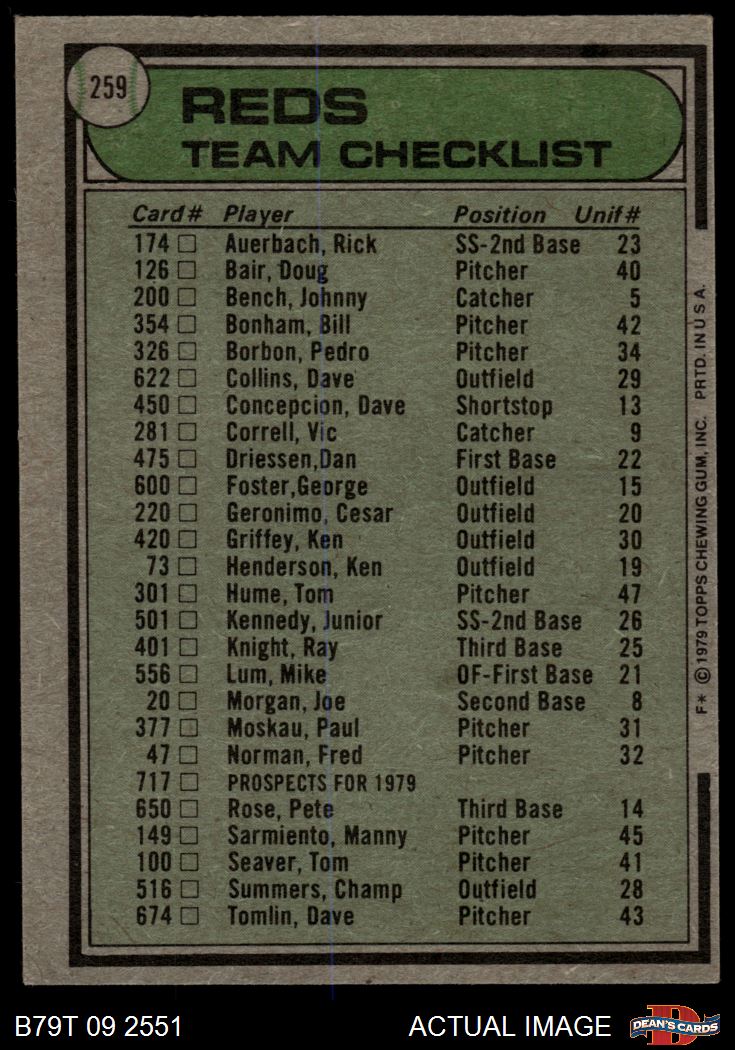 259
REDS
TEAM CHECKLIST
Card# Player Position Unif#
174 Auerbach, Rick SS-2nd Base 23
126 Bair, Doug Pitcher 40
200 Bench, Johnny Catcher 5
354 Bonham, Bill Pitcher 42
326 Borbon, Pedro Pitcher 34
622 Collins, Dave Outfield 29
450 Concepcion, Dave Shortstop 13
281 Correll, Vic Catcher 9
475 Driessen,Dan First Base 22
600 Foster,George Outfield 15
220 Geronimo, Cesar Outfield 20
420 Griffey, Ken Outfield 30
73 Henderson, Ken Outfield 19
301 Hume, Tom Pitcher 47
501 Kennedy, Junior SS-2nd Base 26
401 Knight, Ray Third Base 25
556 Lum, Mike OF-First Base 21
20 Morgan, Joe Second Base 8
377 Moskau, Paul Pitcher 31
47 Norman, Fred Pitcher 32
717 PROSPECTS FOR 1979
650 Rose, Pete Third Base 14
149 Sarmiento, Manny Pitcher 45
100 Seaver, Tom Pitcher 41
516 Summers, Champ Outfield 28
674 Tomlin, Dave Pitcher 43
F* © 1979 TOPPS CHEWING GUM, INC. PRTD. IN U S A.
B79T 09 2551 ACTUAL IMAGE
D
DEAN'S CARDS